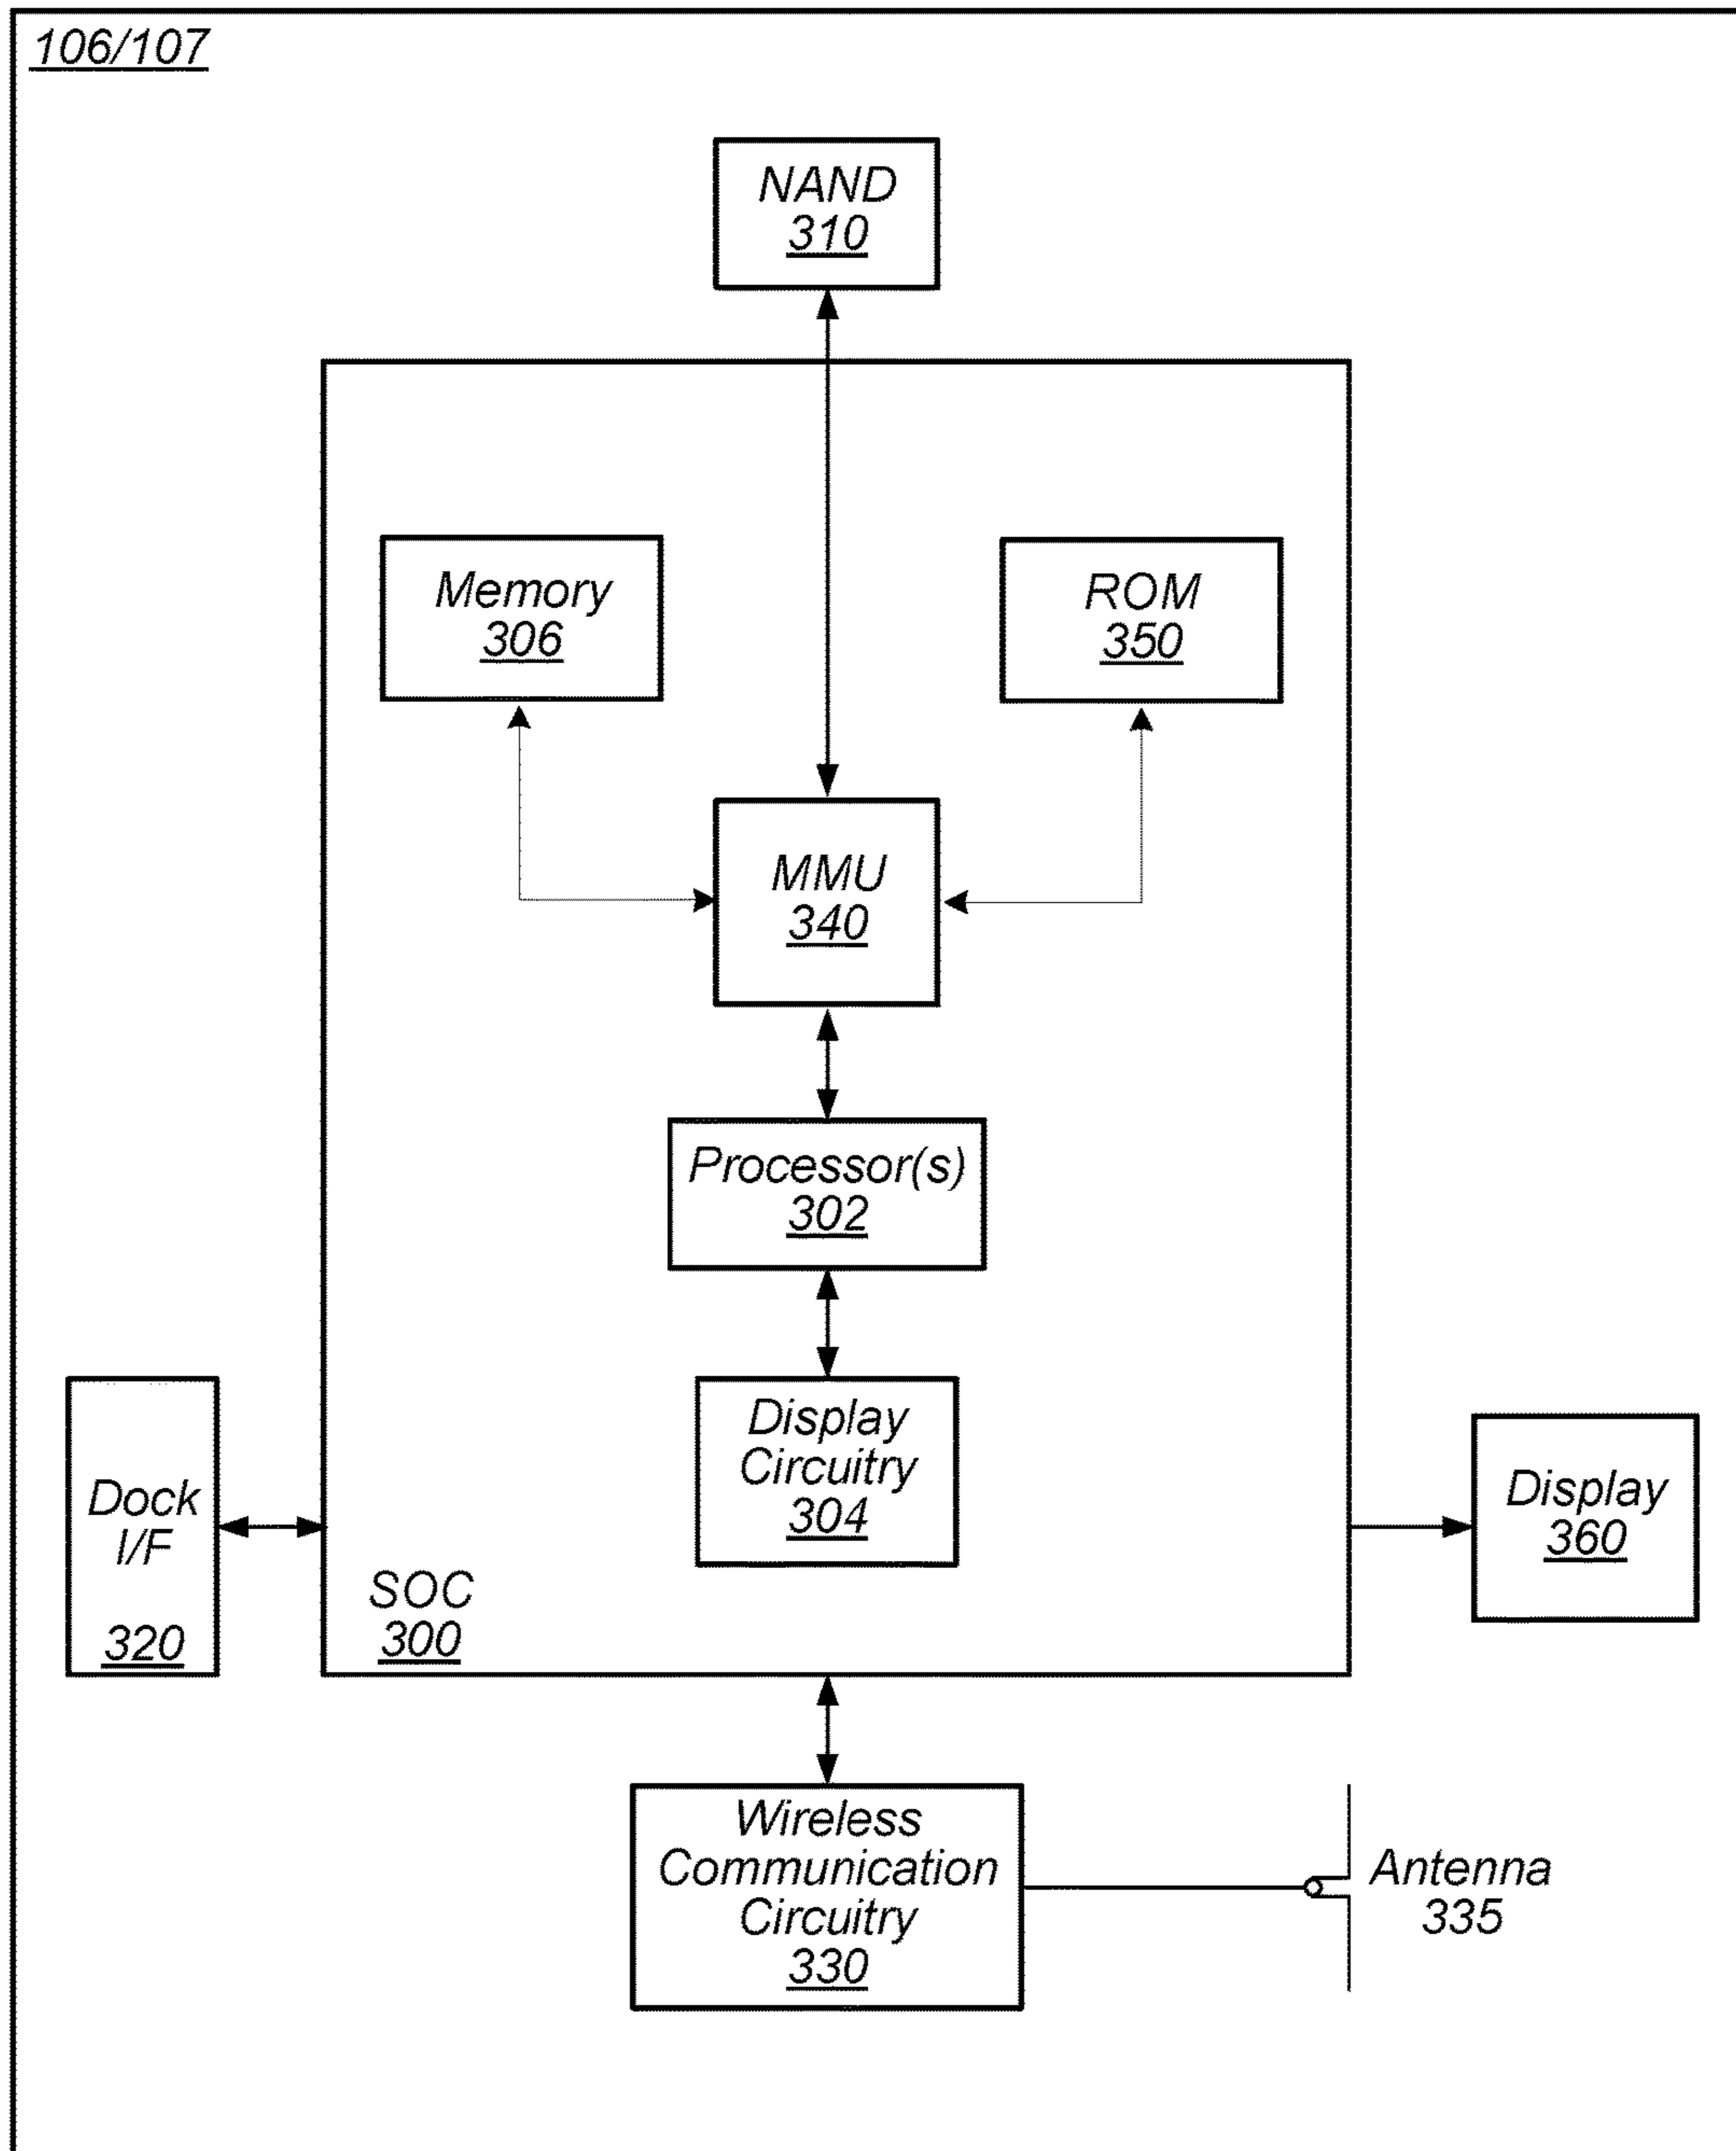 106/107
NAND
310
Memory
306
ROM
350
MMU
340
Processor(s)
302
Display
Circuitry
304
Dock
I/F
320
SOC
300
Display
360
Wireless
Communication
Circuitry
330
Antenna
335